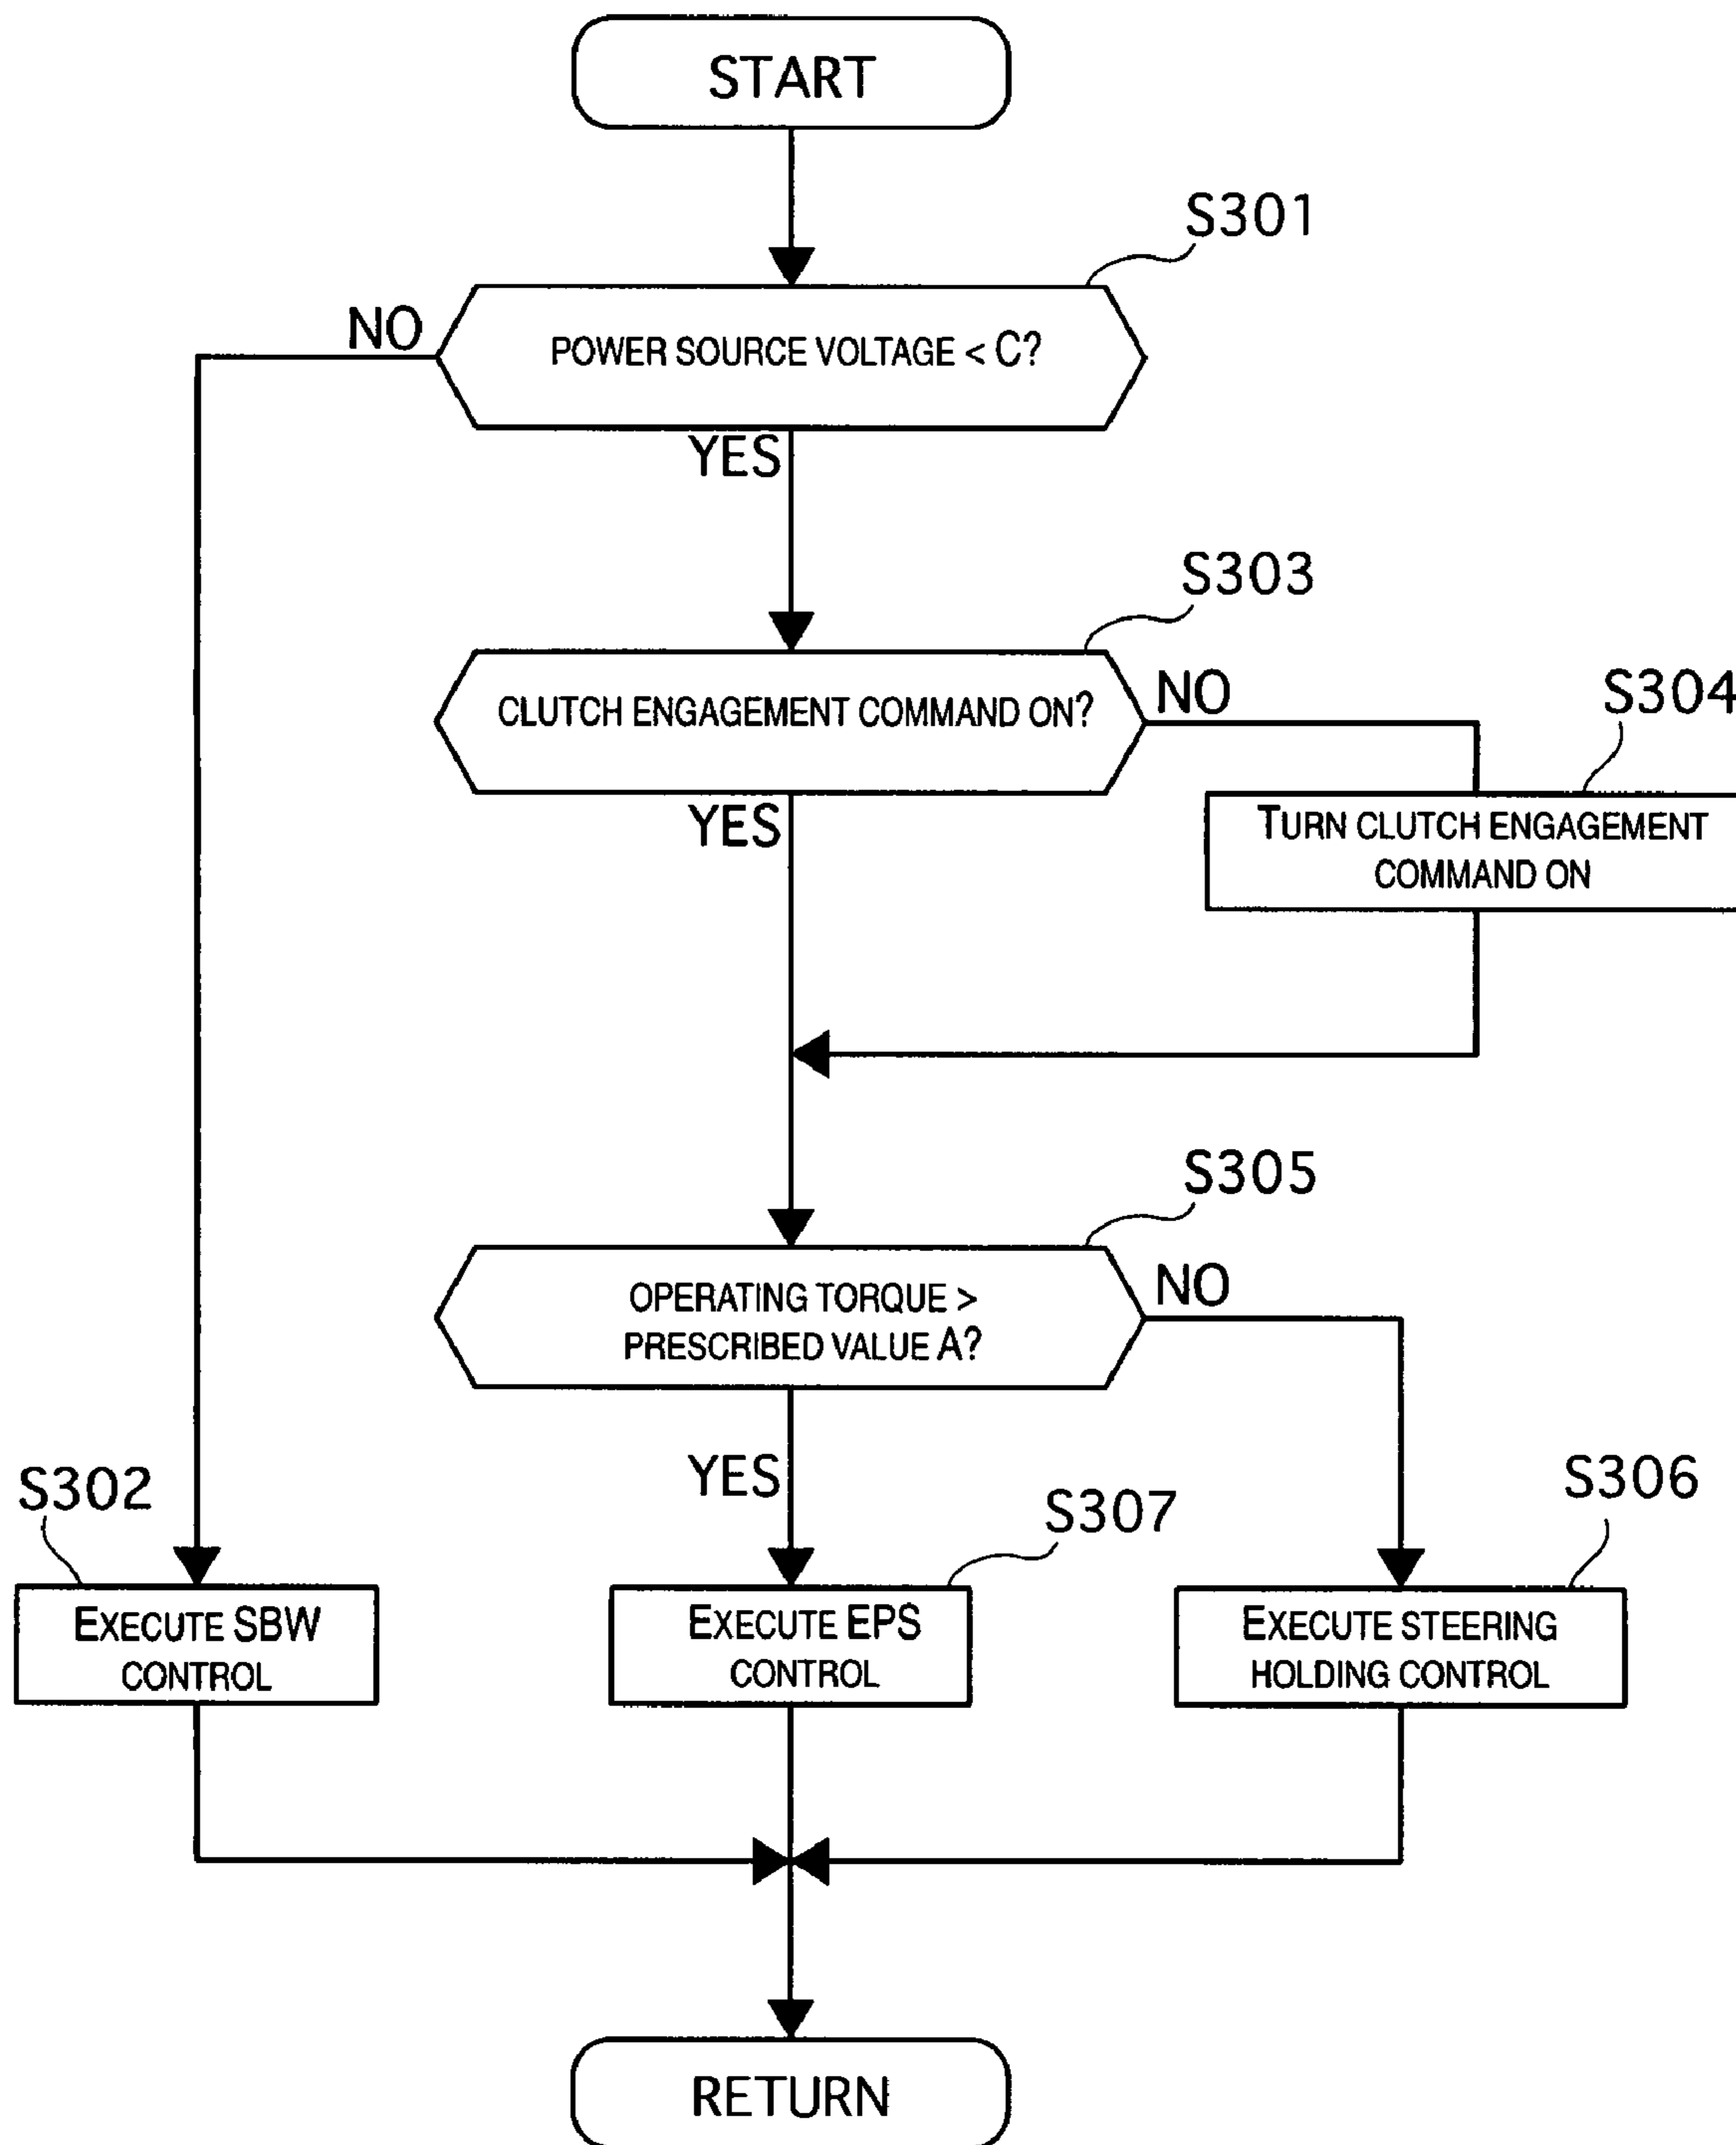 START
S301
NO
POWER SOURCE VOLTAGE < C?
YES
S303
CLUTCH ENGAGEMENT COMMAND ON?
NO
S304
YES
TURN CLUTCH ENGAGEMENT
COMMAND ON
S305
OPERATING TORQUE >
PRESCRIBED VALUE A?
NO
YES
S302
S307
S306
EXECUTE SBW
CONTROL
EXECUTE EPS
CONTROL
EXECUTE STEERING
HOLDING CONTROL
RETURN